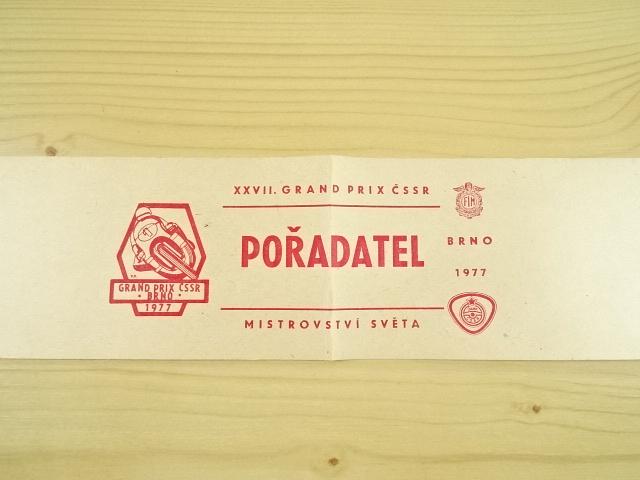 XXVII. GRAND PRIX ČSSR
POŘADATEL
MISTROVSTVÍ SVĚTA
GRAND PRIX ČSSR
• BRNO •
1977
FIM
BRNO
1977